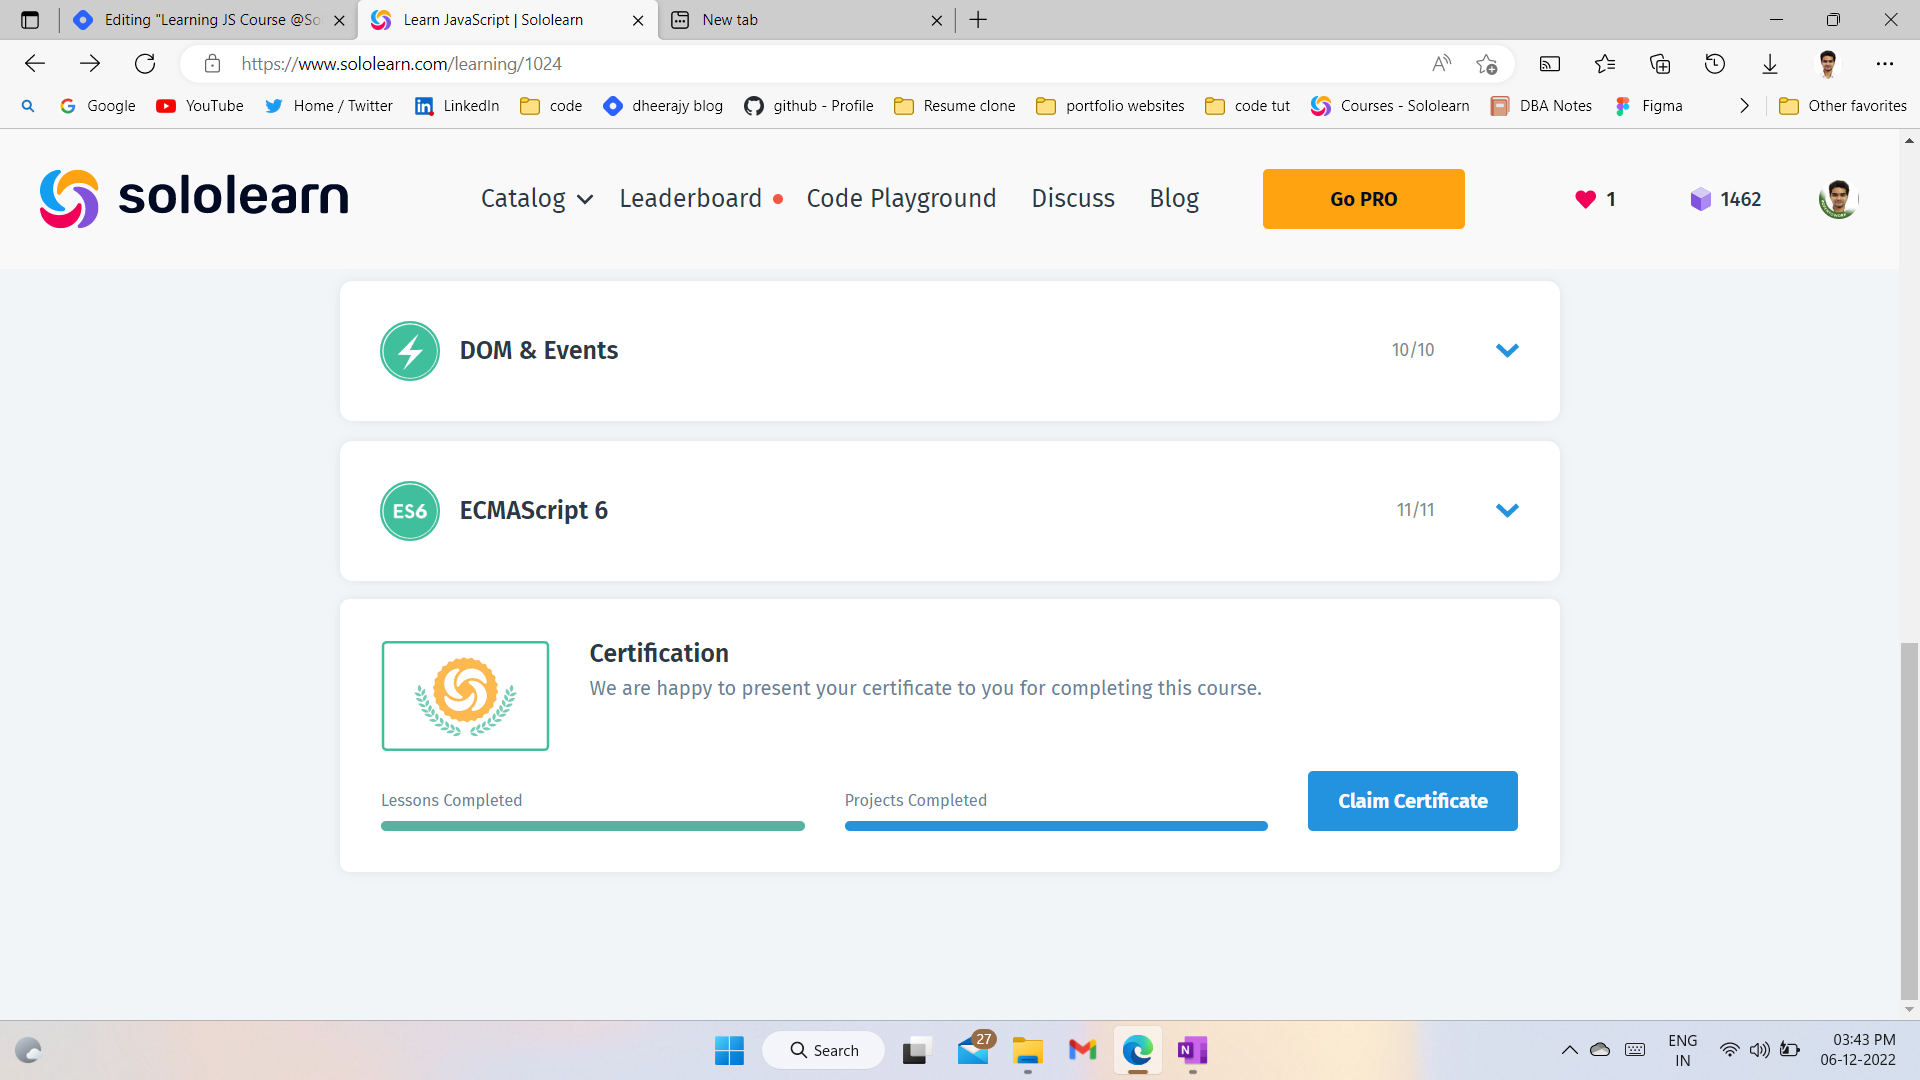 Editing "Learning JS Course @So
Learn JavaScript | Sololearn
New tab
https://www.sololearn.com/learning/1024
Google
YouTube
Home / Twitter
LinkedIn
code
dheerajy blog
github - Profile
Resume clone
portfolio websites
code tut
Courses - Sololearn
DBA Notes
Figma
Other favorites
sololearn
Catalog
Leaderboard
Code Playground
Discuss
Blog
Go PRO
1
1462
DOM & Events
10/10
ES6
ECMAScript 6
11/11
Certification
We are happy to present your certificate to you for completing this course.
Lessons Completed
Projects Completed
Claim Certificate
Search
27
ENG
IN
03:43 PM
06-12-2022